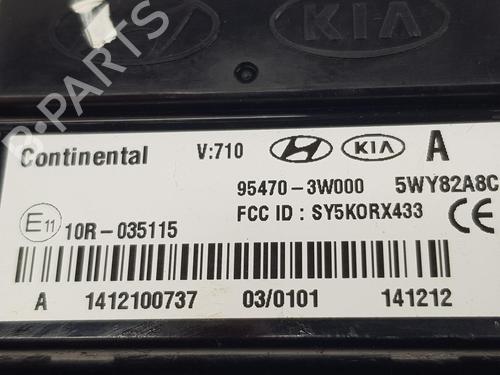 KIA
B-PARTS
Continental V:710 HYUNDAI KIA A
95470-3W000 5WY82A8C
FCC ID : SY5KORX433 CE
E11 10R-035115
A 1412100737 03/0101 141212